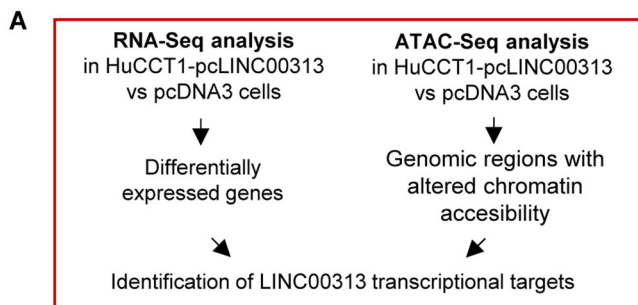 A
RNA-Seq analysis
in HuCCT1-pcLINC00313
vs pcDNA3 cells
ATAC-Seq analysis
in HuCCT1-pcLINC00313
vs pcDNA3 cells
Differentially
expressed genes
Genomic regions with
altered chromatin
accesibility
Identification of LINC00313 transcriptional targets